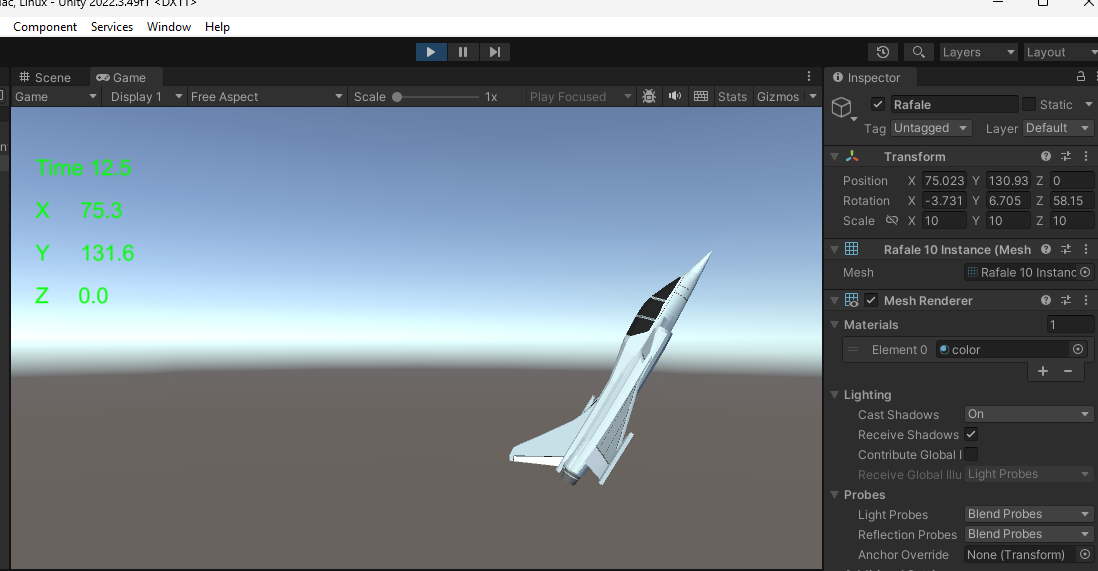 ac, Linux - Unity 2022.3.49f1 <DX11>
Component Services Window Help
Layers Layout
Scene Game
Game Display 1 Free Aspect Scale 1x Play Focused Stats Gizmos
Time 12.5
X 75.3
Y 131.6
Z 0.0
Inspector
Rafale Static
Tag Untagged Layer Default
Transform
Position X 75.023 Y 130.93 Z 0
Rotation X -3.731 Y 6.705 Z 58.15
Scale X 10 Y 10 Z 10
Rafale 10 Instance (Mesh
Mesh Rafale 10 Instanc
Mesh Renderer
Materials 1
Element 0 color
+ −
Lighting
Cast Shadows On
Receive Shadows
Contribute Global I
Receive Global Illu Light Probes
Probes
Light Probes Blend Probes
Reflection Probes Blend Probes
Anchor Override None (Transform)